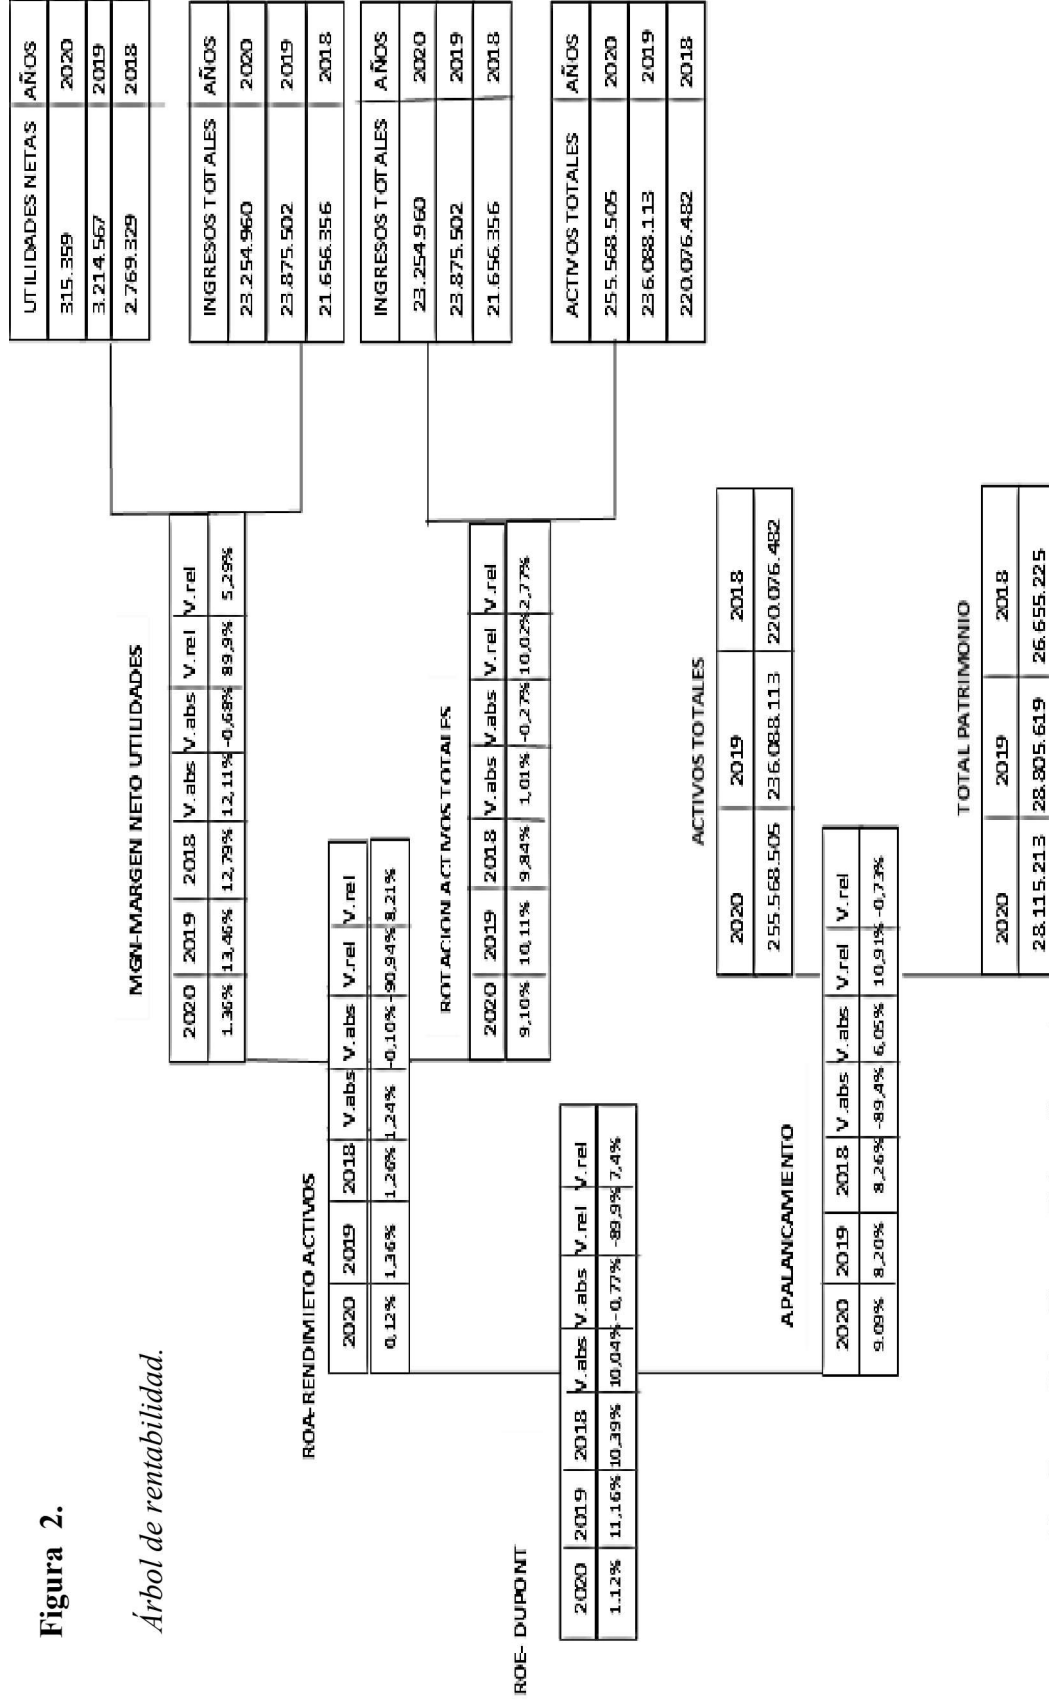 Figura 2.
Árbol de rentabilidad.
UTILIDADES NETAS AÑOS
315.359 2020
3.214.567 2019
2.769.329 2018
MGN-MARGEN NETO UTILIDADES
2020 2019 2018 V.abs V.abs V.rel V.rel
1.36% 13,46% 12,79% 12,11% -0,68% 89,9% 5,29%
INGRESOS TOTALES AÑOS
23.254.960 2020
23.875.502 2019
21.656.356 2018
ROA-RENDIMIETO ACTIVOS
2020 2019 2018 V.abs V.abs V.rel V.rel
0,12% 1,36% 1,26% 1,24% -0,10% -90,94% 8,21%
INGRESOS TOTALES AÑOS
23.254.960 2020
23.875.502 2019
21.656.356 2018
ROTACION ACTIVOS TOTALES
2020 2019 2018 V.abs V.abs V.rel V.rel
9,10% 10,11% 9,84% 1,01% -0,27% 10,02% 2,77%
ACTIVOS TOTALES AÑOS
255.568.505 2020
236.088.113 2019
220.076.482 2018
ROE- DUPONT
2020 2019 2018 V.abs V.abs V.rel V.rel
1.12% 11,16% 10,39% 10,04% -0,77% -89,9% 7,4%
ACTIVOS TOTALES
2020 2019 2018
255.568.505 236.088.113 220.076.482
APALANCAMIENTO
2020 2019 2018 V.abs V.abs V.rel V.rel
9.09% 8,20% 8,26% -89,4% 6,05% 10,91% -0,73%
TOTAL PATRIMONIO
2020 2019 2018
28.115.213 28.805.619 26.655.225